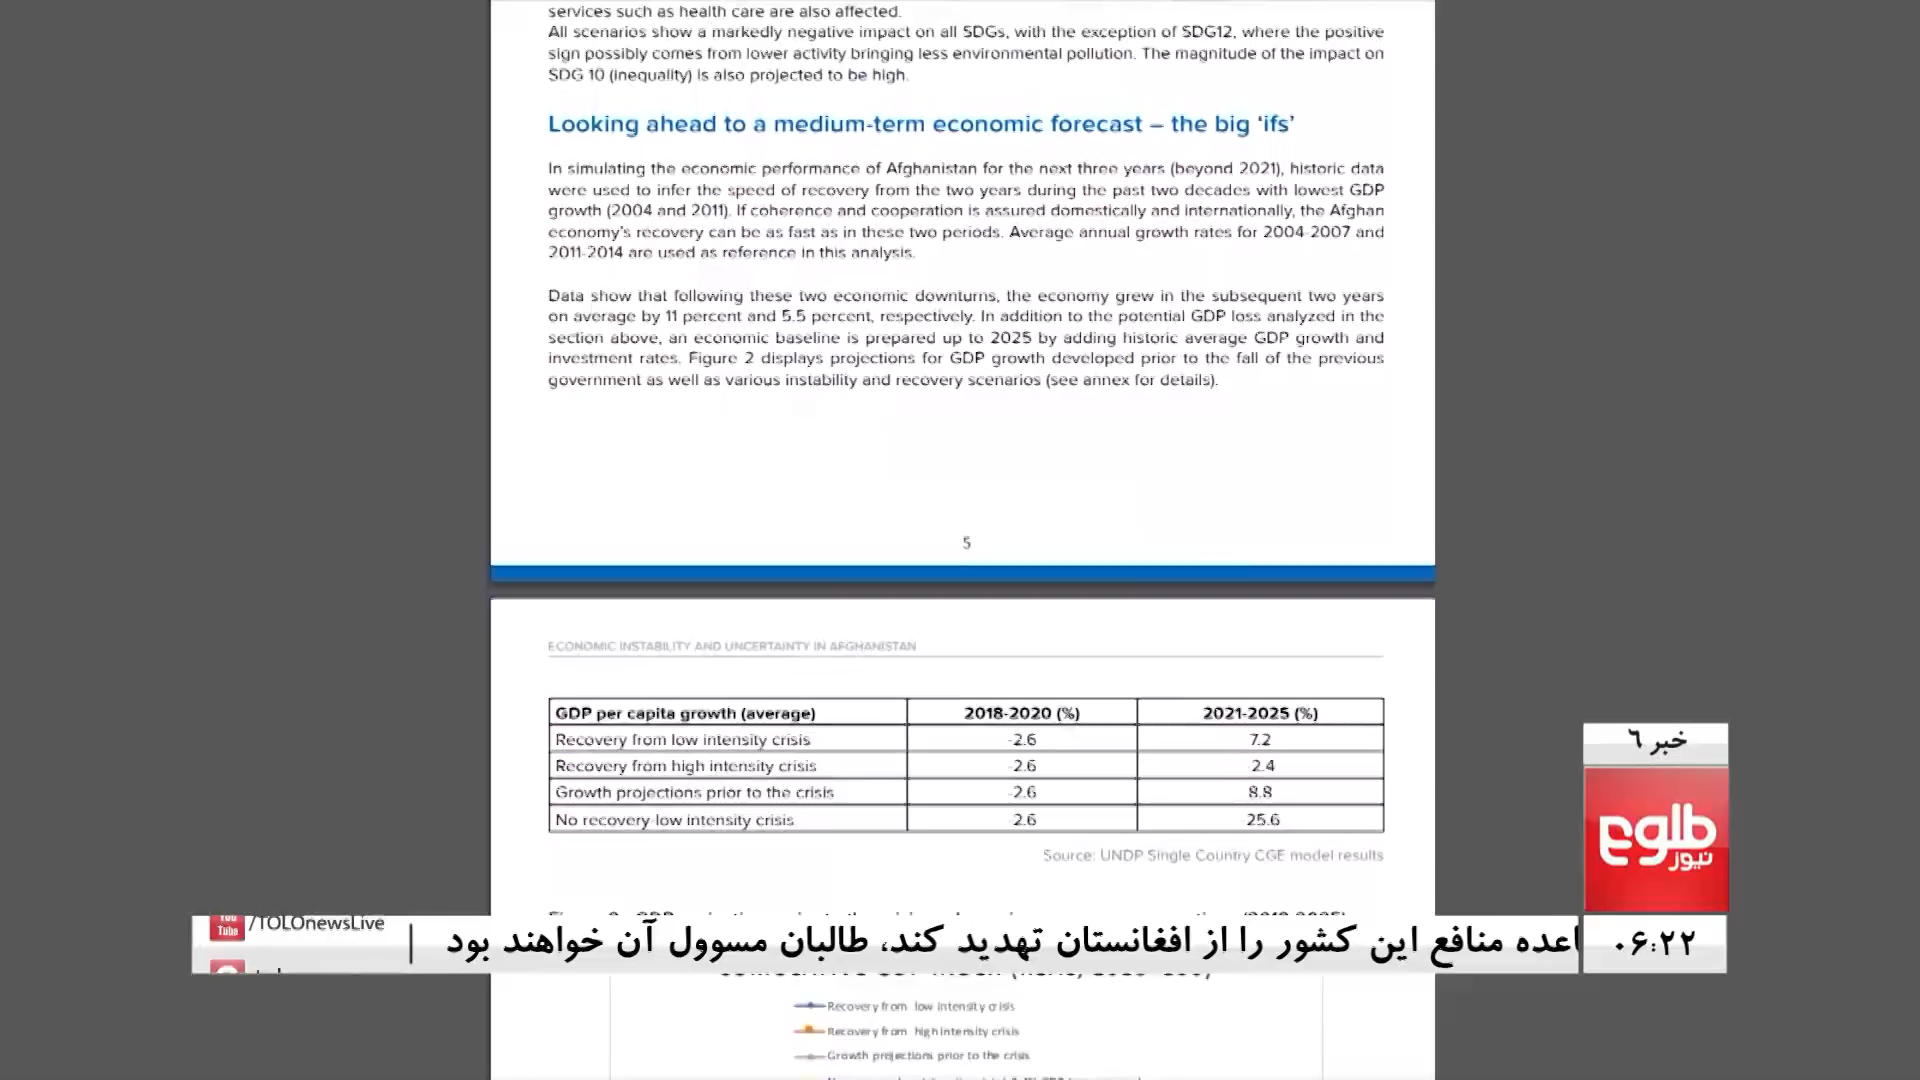 services such as health care are also affected.
All scenarios show a markedly negative impact on all SDGs, with the exception of SDG12, where the positive
sign possibly comes from lower activity bringing less environmental pollution. The magnitude of the impact on
SDG 10 (inequality) is also projected to be high.
Looking ahead to a medium-term economic forecast – the big ‘ifs’
In simulating the economic performance of Afghanistan for the next three years (beyond 2021), historic data
were used to infer the speed of recovery from the two years during the past two decades with lowest GDP
growth (2004 and 2011). If coherence and cooperation is assured domestically and internationally, the Afghan
economy’s recovery can be as fast as in these two periods. Average annual growth rates for 2004-2007 and
2011-2014 are used as reference in this analysis.
Data show that following these two economic downturns, the economy grew in the subsequent two years
on average by 11 percent and 5.5 percent, respectively. In addition to the potential GDP loss analyzed in the
section above, an economic baseline is prepared up to 2025 by adding historic average GDP growth and
investment rates. Figure 2 displays projections for GDP growth developed prior to the fall of the previous
government as well as various instability and recovery scenarios (see annex for details).
5
ECONOMIC INSTABILITY AND UNCERTAINTY IN AFGHANISTAN
GDP per capita growth (average) 2018-2020 (%) 2021-2025 (%)
Recovery from low intensity crisis -2.6 7.2
Recovery from high intensity crisis -2.6 2.4
Growth projections prior to the crisis -2.6 8.8
No recovery-low intensity crisis -2.6 -25.6
Source: UNDP Single Country CGE model results
خبر ۶
طلوع
نیوز
۰۶:۲۲
اعده منافع این کشور را از افغانستان تهدید کند، طالبان مسوول آن خواهند بود |
You
Tube /TOLOnewsLive
Recovery from low intensity crisis
Recovery from high intensity crisis
Growth projections prior to the crisis